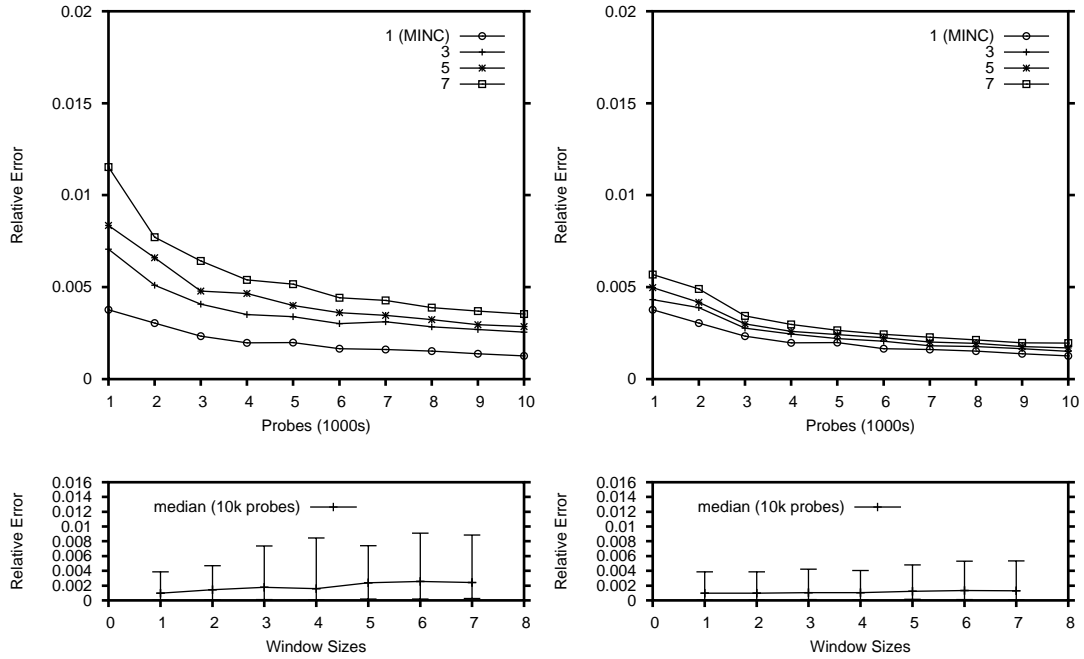 0.02
0.015
0.01
0.005
0
Relative Error
1 (MINC)
3
5
7
1 2 3 4 5 6 7 8 9 10
Probes (1000s)
0.02
0.015
0.01
0.005
0
Relative Error
1 (MINC)
3
5
7
1 2 3 4 5 6 7 8 9 10
Probes (1000s)
0.016
0.014
0.012
0.01
0.008
0.006
0.004
0.002
0
Relative Error
median (10k probes)
0 1 2 3 4 5 6 7 8
Window Sizes
0.016
0.014
0.012
0.01
0.008
0.006
0.004
0.002
0
Relative Error
median (10k probes)
0 1 2 3 4 5 6 7 8
Window Sizes